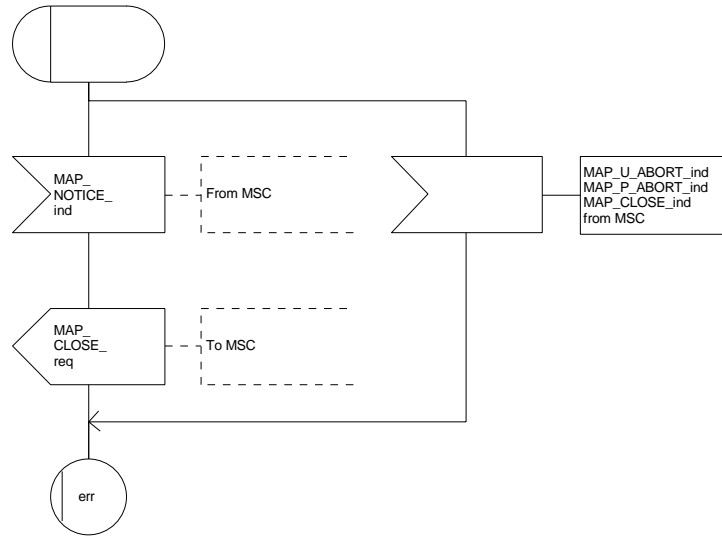 MAP_
NOTICE_
ind
From MSC
MAP_U_ABORT_ind
MAP_P_ABORT_ind
MAP_CLOSE_ind
from MSC
MAP_
CLOSE_
req
To MSC
err